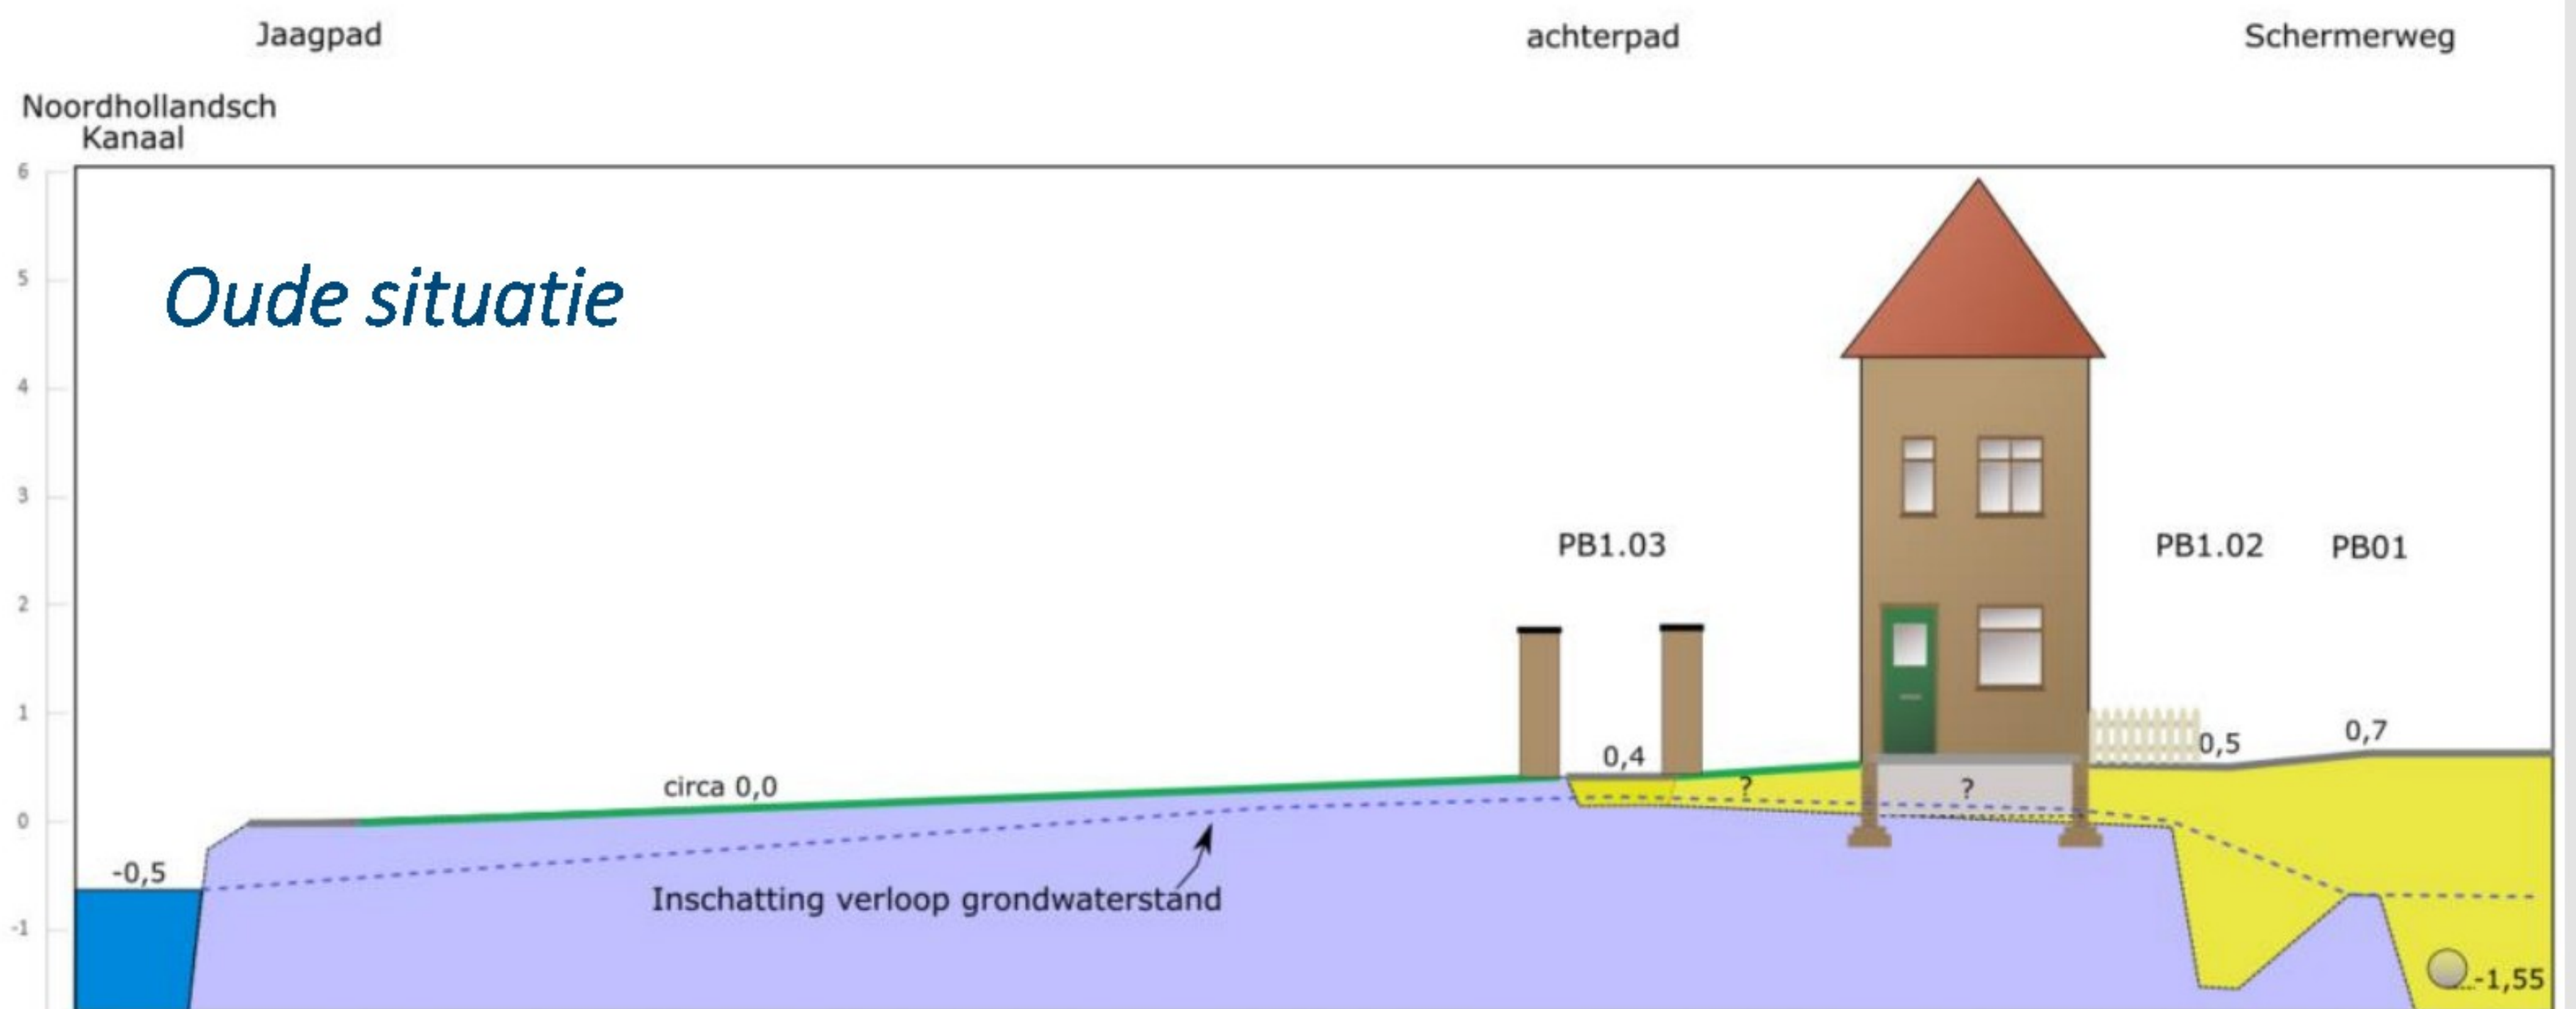 Jaagpad
achterpad
Schermerweg
Noordhollandsch
Kanaal
6
5
Oude situatie
4
3
PB1.03
PB1.02
PB01
2
1
0,7
0,5
0,4
circa 0,0
?
?
0
-0,5
Inschatting verloop grondwaterstand
-1
-1,55